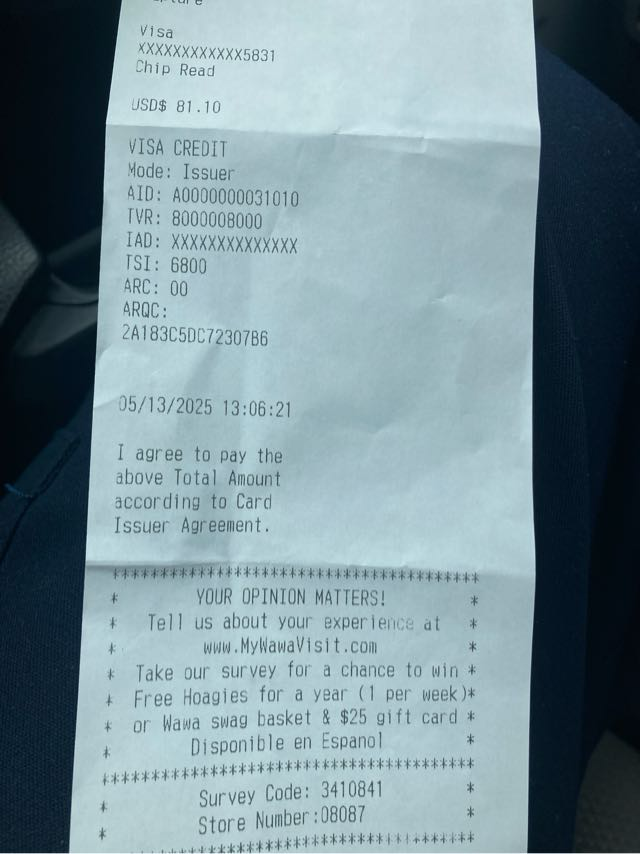 Visa
XXXXXXXXXXXX5831
Chip Read
USD$ 81.10
VISA CREDIT
Mode: Issuer
AID: A0000000031010
TVR: 8000008000
IAD: XXXXXXXXXXXXXX
TSI: 6800
ARC: 00
ARQC:
2A183C5DC72307B6
05/13/2025 13:06:21
I agree to pay the
above Total Amount
according to Card
Issuer Agreement.
****************************************
* YOUR OPINION MATTERS! *
* Tell us about your experience at *
* www.MyWawaVisit.com *
* Take our survey for a chance to win *
* Free Hoagies for a year (1 per week)*
* or Wawa swag basket & $25 gift card *
* Disponible en Espanol *
****************************************
* Survey Code: 3410841 *
* Store Number:08087 *
****************************************